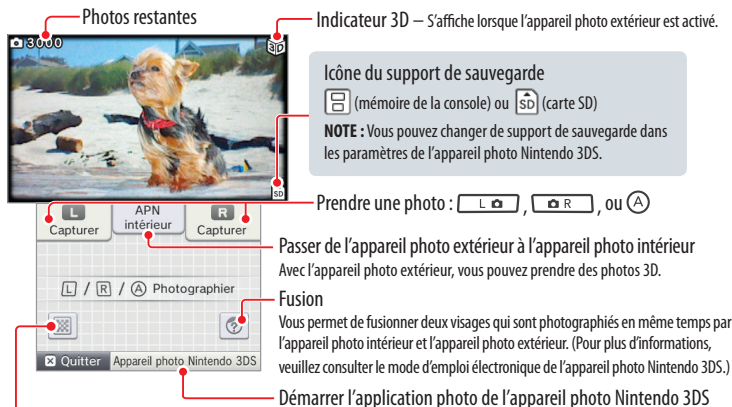 Photos restantes
Indicateur 3D – S'affiche lorsque l'appareil photo extérieur est activé.
3000
3D
Icône du support de sauvegarde
(mémoire de la console) ou SD (carte SD)
NOTE : Vous pouvez changer de support de sauvegarde dans
les paramètres de l'appareil photo Nintendo 3DS.
SD
Prendre une photo : L , R , ou A
L
Capturer
APN
intérieur
R
Capturer
Passer de l'appareil photo extérieur à l'appareil photo intérieur
Avec l'appareil photo extérieur, vous pouvez prendre des photos 3D.
L / R / A Photographier
Fusion
Vous permet de fusionner deux visages qui sont photographiés en même temps par
l'appareil photo intérieur et l'appareil photo extérieur. (Pour plus d'informations,
veuillez consulter le mode d'emploi électronique de l'appareil photo Nintendo 3DS.)
?
X Quitter Appareil photo Nintendo 3DS
Démarrer l'application photo de l'appareil photo Nintendo 3DS